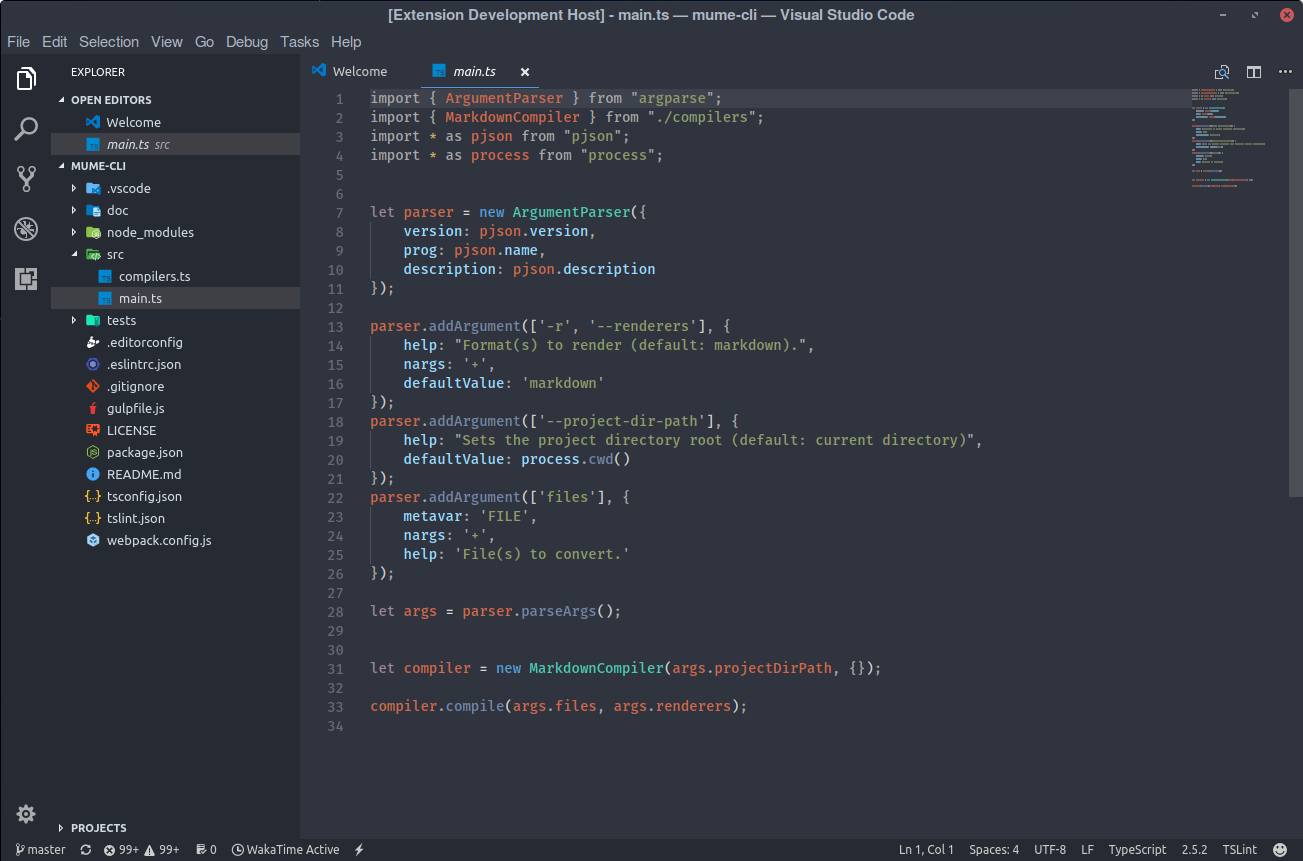 [Extension Development Host] - main.ts — mume-cli — Visual Studio Code
File Edit Selection View Go Debug Tasks Help
EXPLORER
OPEN EDITORS
Welcome
main.ts src
MUME-CLI
.vscode
doc
node_modules
src
compilers.ts
main.ts
tests
.editorconfig
.eslintrc.json
.gitignore
gulpfile.js
LICENSE
package.json
README.md
tsconfig.json
tslint.json
webpack.config.js
PROJECTS
Welcome main.ts
1 import { ArgumentParser } from "argparse";
2 import { MarkdownCompiler } from "./compilers";
3 import * as pjson from "pjson";
4 import * as process from "process";
5
6
7 let parser = new ArgumentParser({
8     version: pjson.version,
9     prog: pjson.name,
10     description: pjson.description
11 });
12
13 parser.addArgument(['-r', '--renderers'], {
14     help: "Format(s) to render (default: markdown).",
15     nargs: '+',
16     defaultValue: 'markdown'
17 });
18 parser.addArgument(['--project-dir-path'], {
19     help: "Sets the project directory root (default: current directory)",
20     defaultValue: process.cwd()
21 });
22 parser.addArgument(['files'], {
23     metavar: 'FILE',
24     nargs: '+',
25     help: 'File(s) to convert.'
26 });
27
28 let args = parser.parseArgs();
29
30
31 let compiler = new MarkdownCompiler(args.projectDirPath, {});
32
33 compiler.compile(args.files, args.renderers);
34
master 99+ 99+ 0 WakaTime Active Ln 1, Col 1 Spaces: 4 UTF-8 LF TypeScript 2.5.2 TSLint